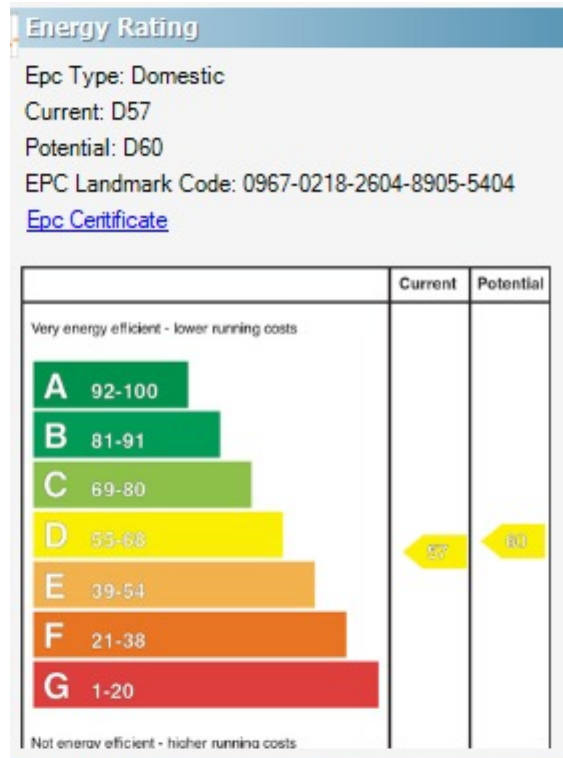 Energy Rating
Epc Type: Domestic
Current: D57
Potential: D60
EPC Landmark Code: 0967-0218-2604-8905-5404
Epc Ceritificate
Current Potential
Very energy efficient - lower running costs
A 92-100
B 81-91
C 69-80
D 55-68
57 60
E 39-54
F 21-38
G 1-20
Not energy efficient - higher running costs